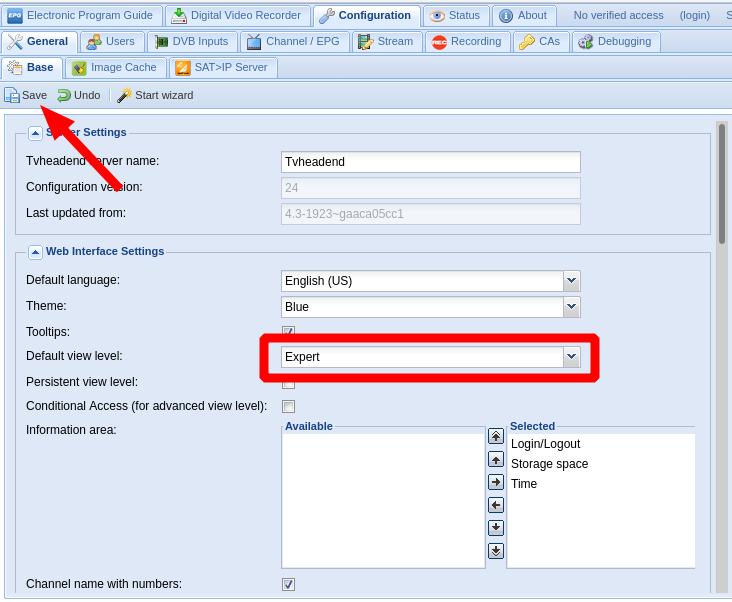 EPG Electronic Program Guide Digital Video Recorder Configuration Status About No verified access (login) S
General Users DVB Inputs Channel / EPG Stream REC Recording CAs Debugging
Base Image Cache SAT>IP Server
Save Undo Start wizard
Server Settings
Tvheadend server name: Tvheadend
Configuration version: 24
Last updated from: 4.3-1923~gaaca05cc1
Web Interface Settings
Default language: English (US)
Theme: Blue
Tooltips:
Default view level: Expert
Persistent view level:
Conditional Access (for advanced view level):
Information area: Available Selected
Login/Logout
Storage space
Time
Channel name with numbers: